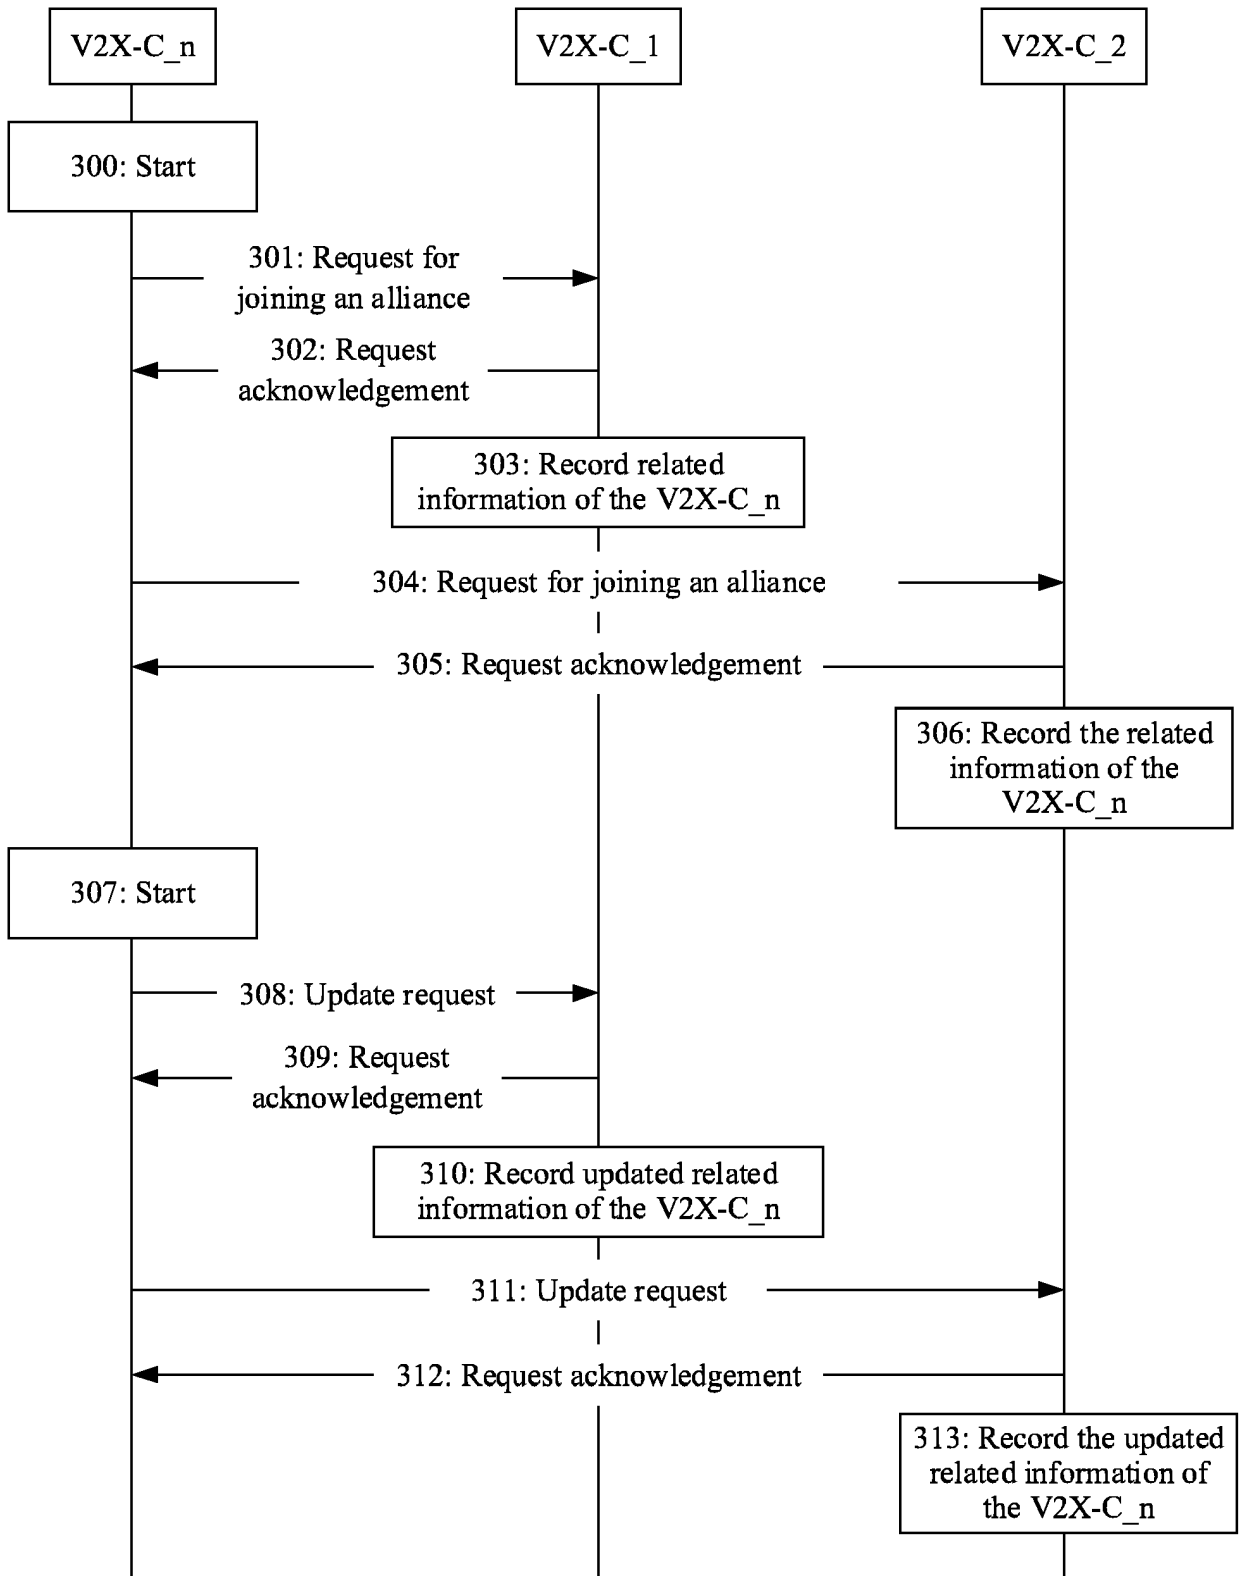 V2X-C_n
V2X-C_1
V2X-C_2
300: Start
301: Request for
joining an alliance
302: Request
acknowledgement
303: Record related
information of the V2X-C_n
304: Request for joining an alliance
305: Request acknowledgement
306: Record the related
information of the
V2X-C_n
307: Start
308: Update request
309: Request
acknowledgement
310: Record updated related
information of the V2X-C_n
311: Update request
312: Request acknowledgement
313: Record the updated
related information of
the V2X-C_n